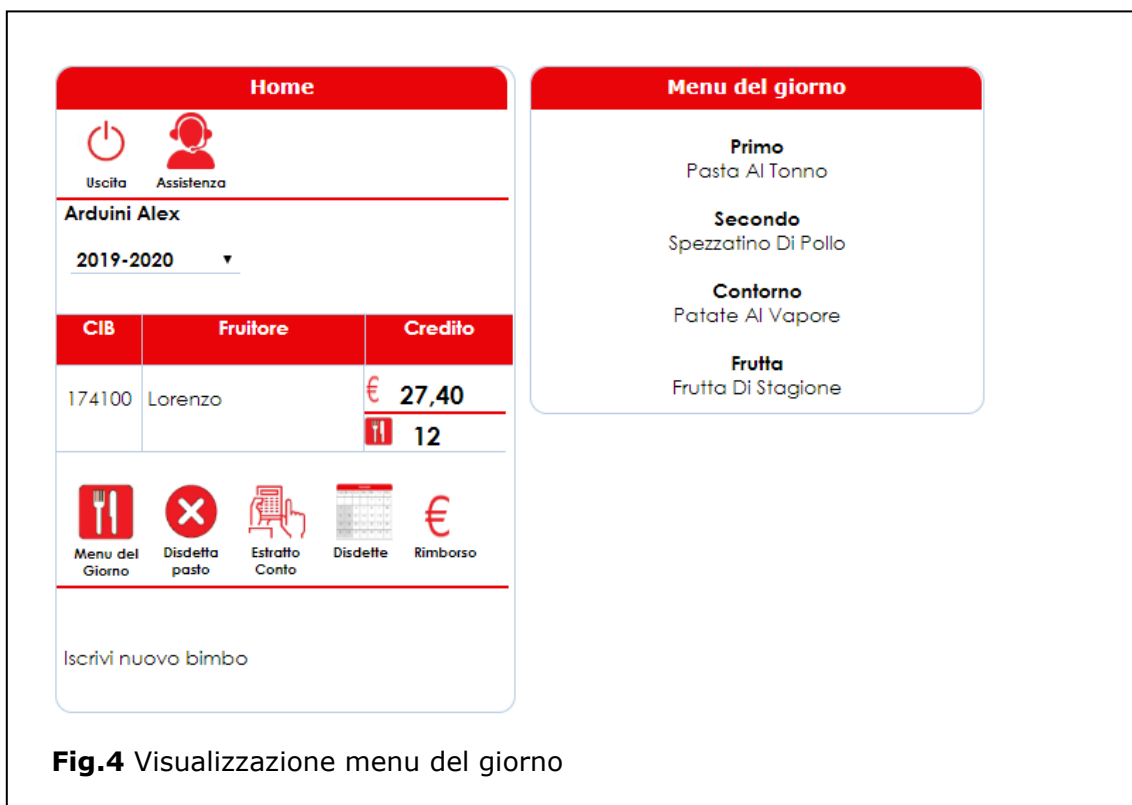 Home
Uscita
Assistenza
Arduini Alex
2019-2020 ▼
CIB Fruitore Credito
174100 Lorenzo € 27,40
12
Menu del
Giorno
Disdetta
pasto
Estratto
Conto
Disdette
€
Rimborso
Iscrivi nuovo bimbo
Menu del giorno
Primo
Pasta Al Tonno
Secondo
Spezzatino Di Pollo
Contorno
Patate Al Vapore
Frutta
Frutta Di Stagione
Fig.4 Visualizzazione menu del giorno